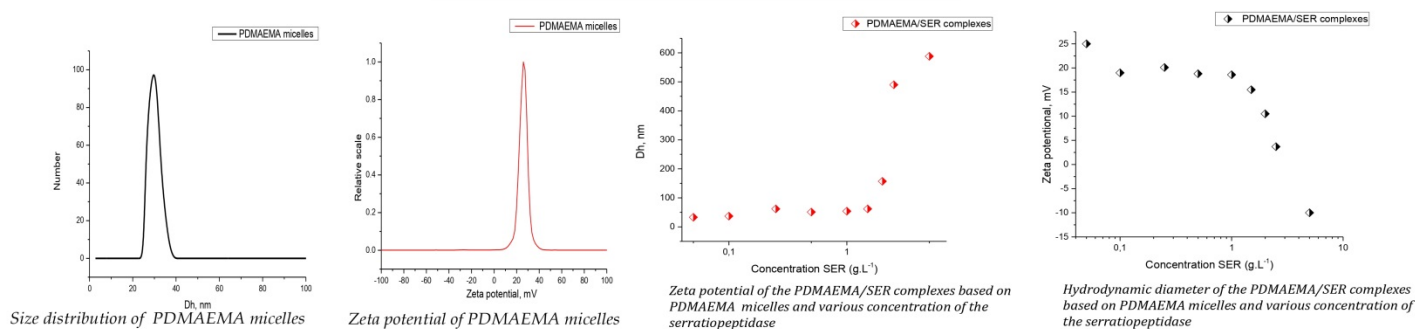 PDMAEMA micelles
100
80
60
40
20
0
Number
0 20 40 60 80 100
Dh, nm
Size distribution of PDMAEMA micelles
PDMAEMA micelles
1.0
0.8
0.6
0.4
0.2
0.0
Relative scale
-100 -80 -60 -40 -20 0 20 40 60 80 100
Zeta potential, mV
Zeta potential of PDMAEMA micelles
PDMAEMA/SER complexes
600
500
400
300
200
100
0
Dh, nm
0,1 1
Concentration SER (g.L⁻¹)
Zeta potential of the PDMAEMA/SER complexes based on
PDMAEMA micelles and various concentration of the
serratiopeptidase
PDMAEMA/SER complexes
25
20
15
10
5
0
-5
-10
-15
Zeta potentional, mV
0,1 1 10
Concentration SER (g.L⁻¹)
Hydrodynamic diameter of the PDMAEMA/SER complexes
based on PDMAEMA micelles and various concentration of
the serratiopeptidase